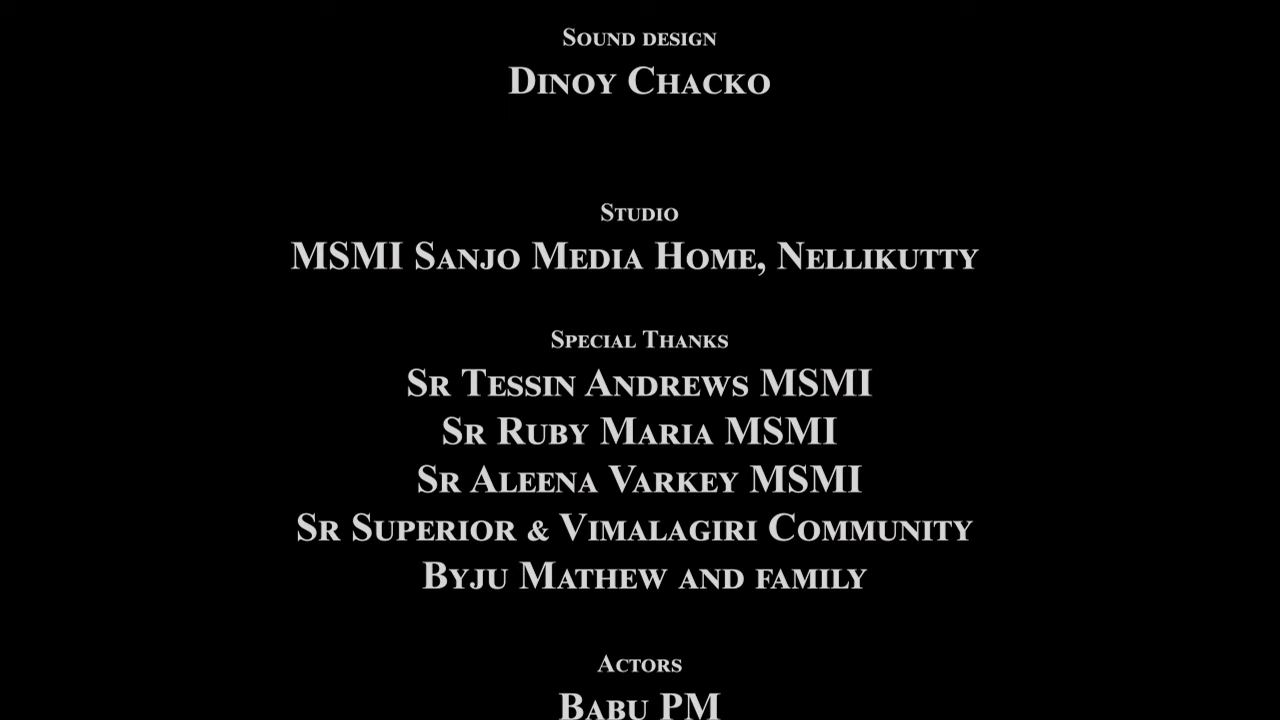 Sound design
Dinoy Chacko
Studio
MSMI Sanjo Media Home, Nellikutty
Special Thanks
Sr Tessin Andrews MSMI
Sr Ruby Maria MSMI
Sr Aleena Varkey MSMI
Sr Superior & Vimalagiri Community
Byju Mathew and family
Actors
Babu PM